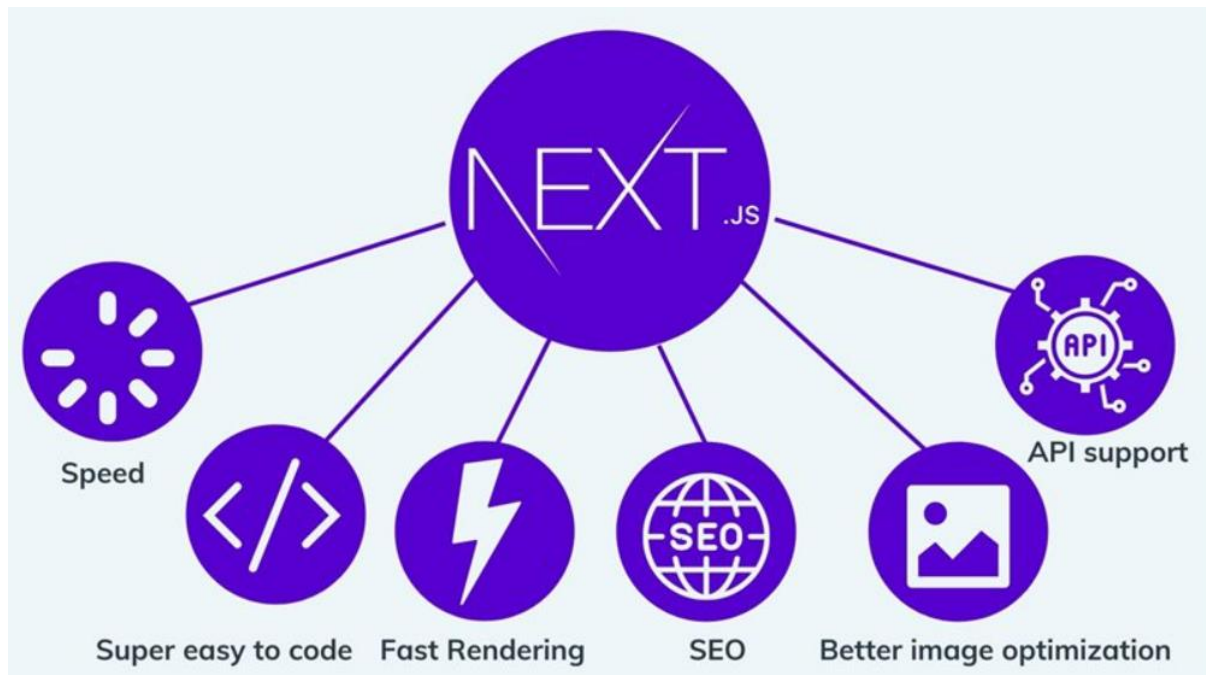 NEXT.JS
API
API support
Speed
SEO
Super easy to code
Fast Rendering
SEO
Better image optimization